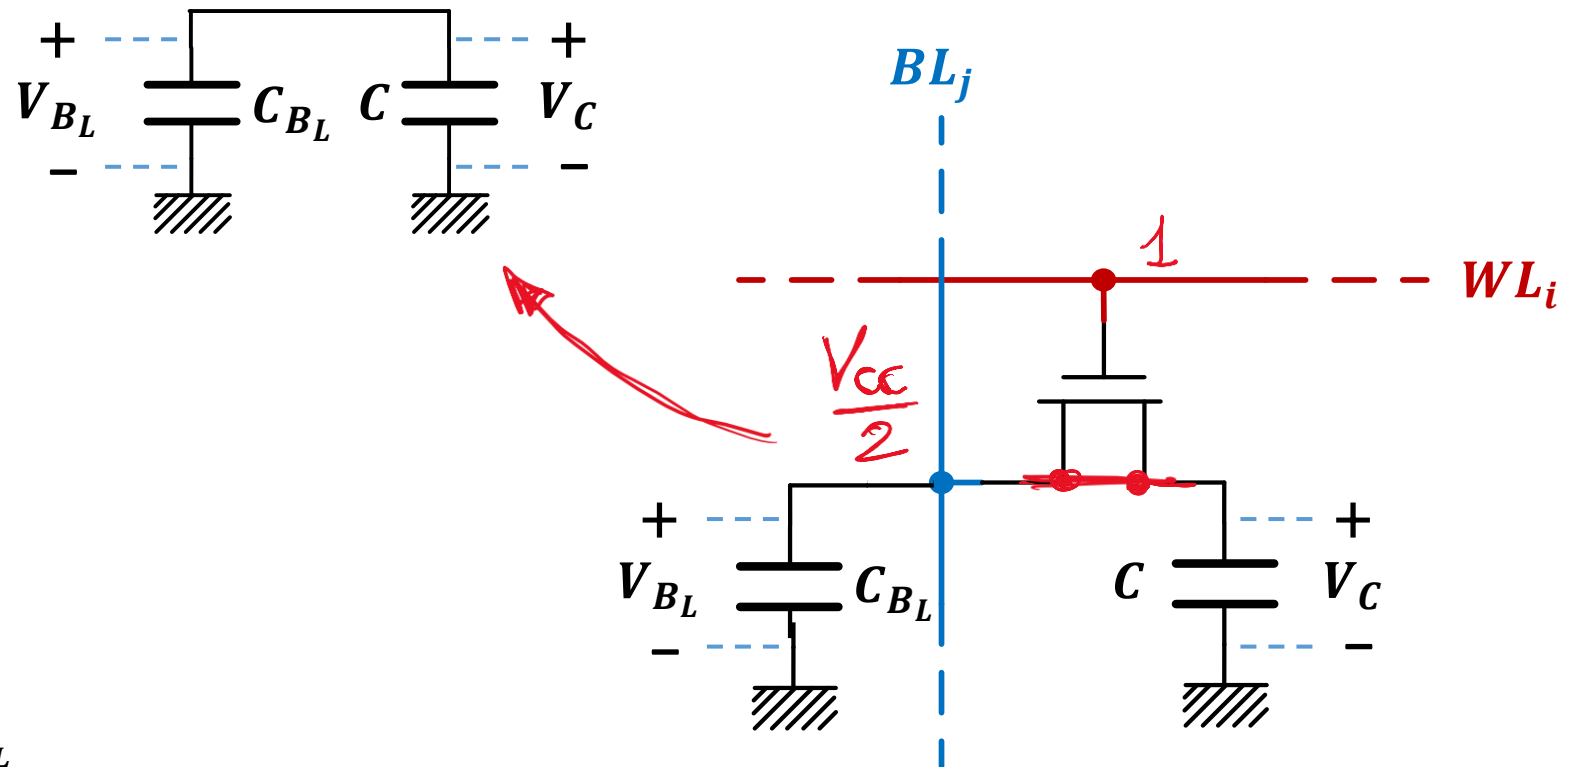 + +
V_{B_L} C_{B_L} C V_C
− −
BL_j
1
WL_i
V_{CC}
2
+ +
V_{B_L} C_{B_L} C V_C
− −
L